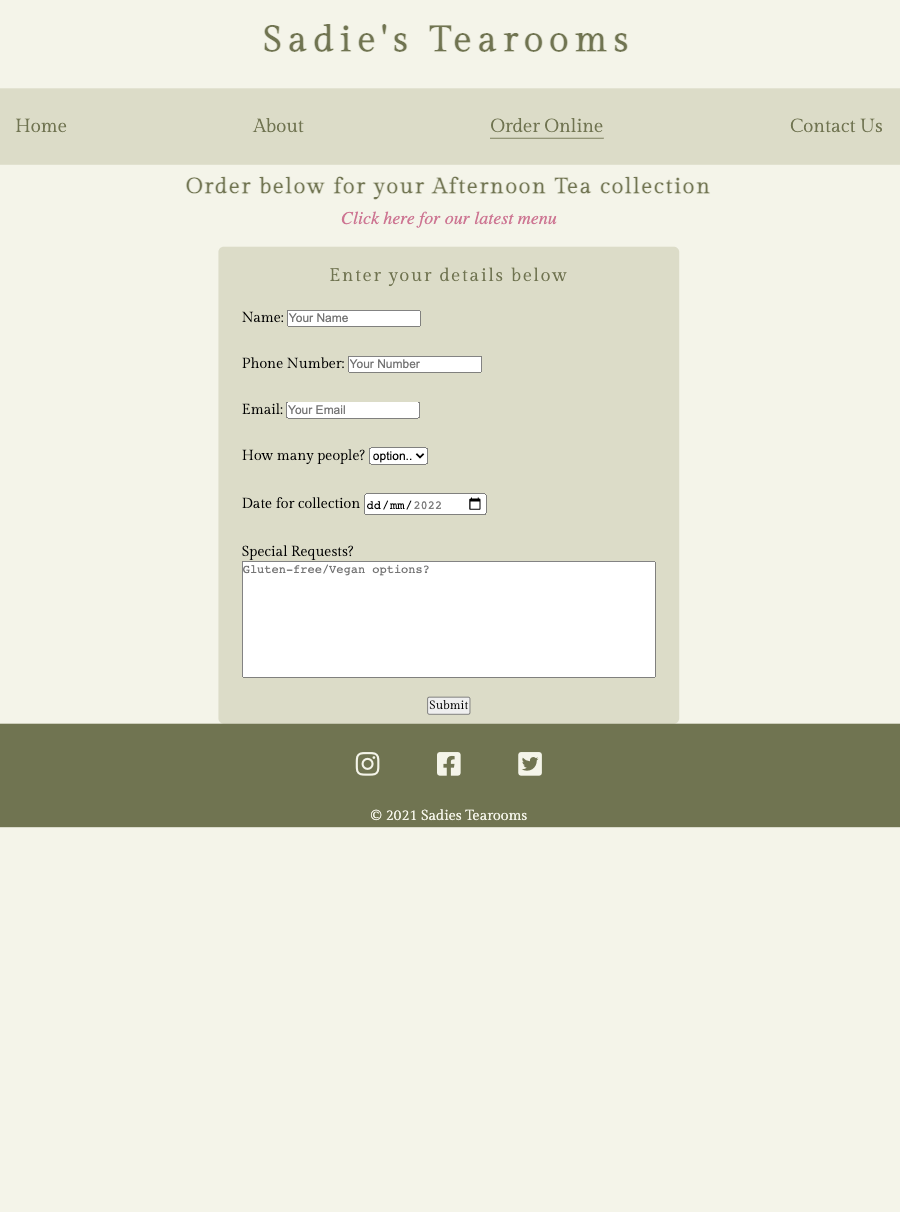 Sadie's Tearooms
Home About Order Online Contact Us
Order below for your Afternoon Tea collection
Click here for our latest menu
Enter your details below
Name: Your Name
Phone Number: Your Number
Email: Your Email
How many people? option..
Date for collection dd/mm/2022
Special Requests?
Gluten-free/Vegan options?
Submit
© 2021 Sadies Tearooms